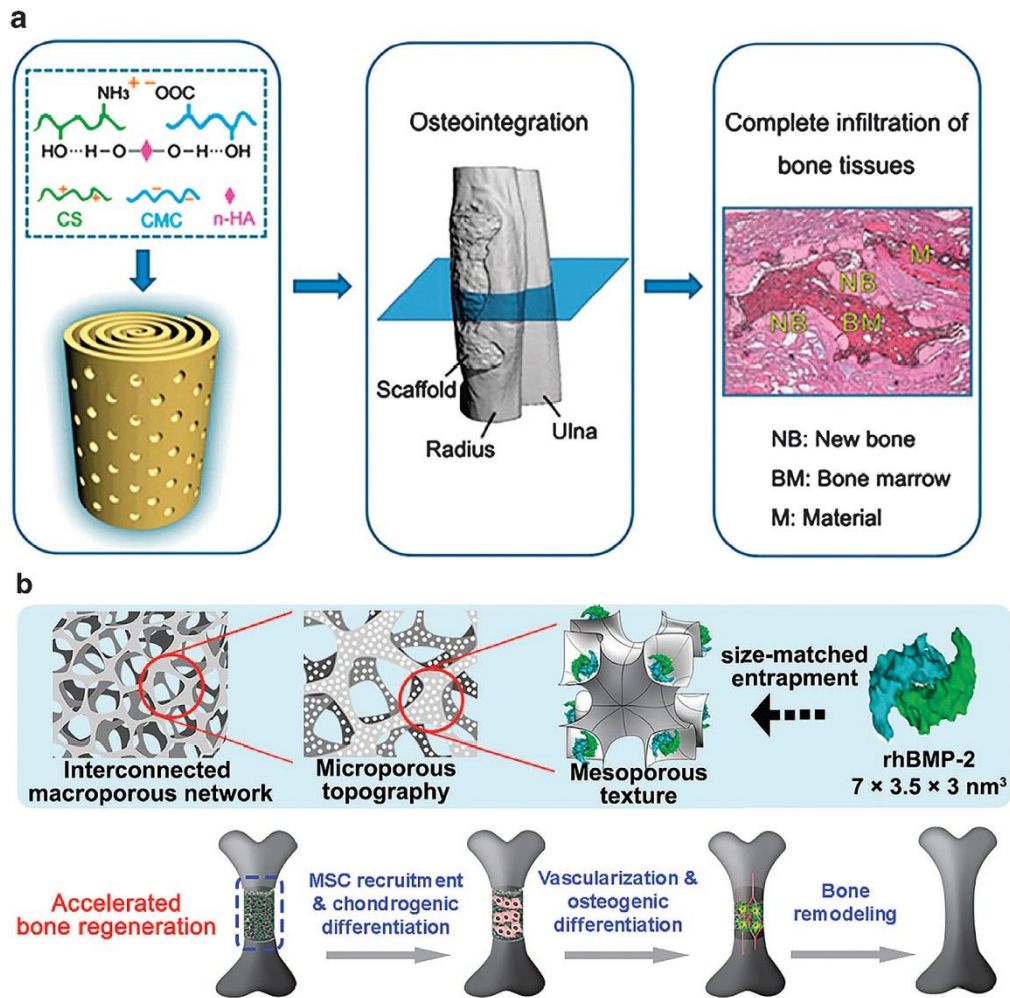 a
NH3+ -OOC
HO···H-O O-H···OH
+ + - -
CS CMC n-HA
Osteointegration
Scaffold
Radius
Ulna
Complete infiltration of
bone tissues
M
NB
NB BM
NB: New bone
BM: Bone marrow
M: Material
b
Interconnected
macroporous network
Microporous
topography
Mesoporous
texture
size-matched
entrapment
rhBMP-2
7 × 3.5 × 3 nm³
Accelerated
bone regeneration
MSC recruitment
& chondrogenic
differentiation
Vascularization &
osteogenic
differentiation
Bone
remodeling